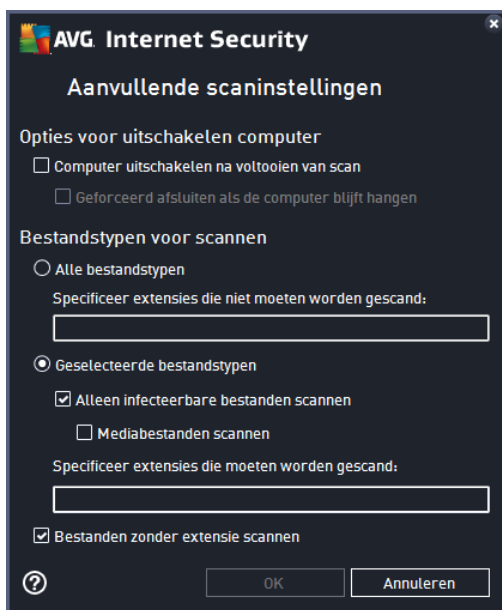 AVG. Internet Security
Aanvullende scaninstellingen
Opties voor uitschakelen computer
Computer uitschakelen na voltooien van scan
Geforceerd afsluiten als de computer blijft hangen
Bestandstypen voor scannen
Alle bestandstypen
Specificeer extensies die niet moeten worden gescand:
Geselecteerde bestandstypen
Alleen infecteerbare bestanden scannen
Mediabestanden scannen
Specificeer extensies die moeten worden gescand:
Bestanden zonder extensie scannen
? OK Annuleren